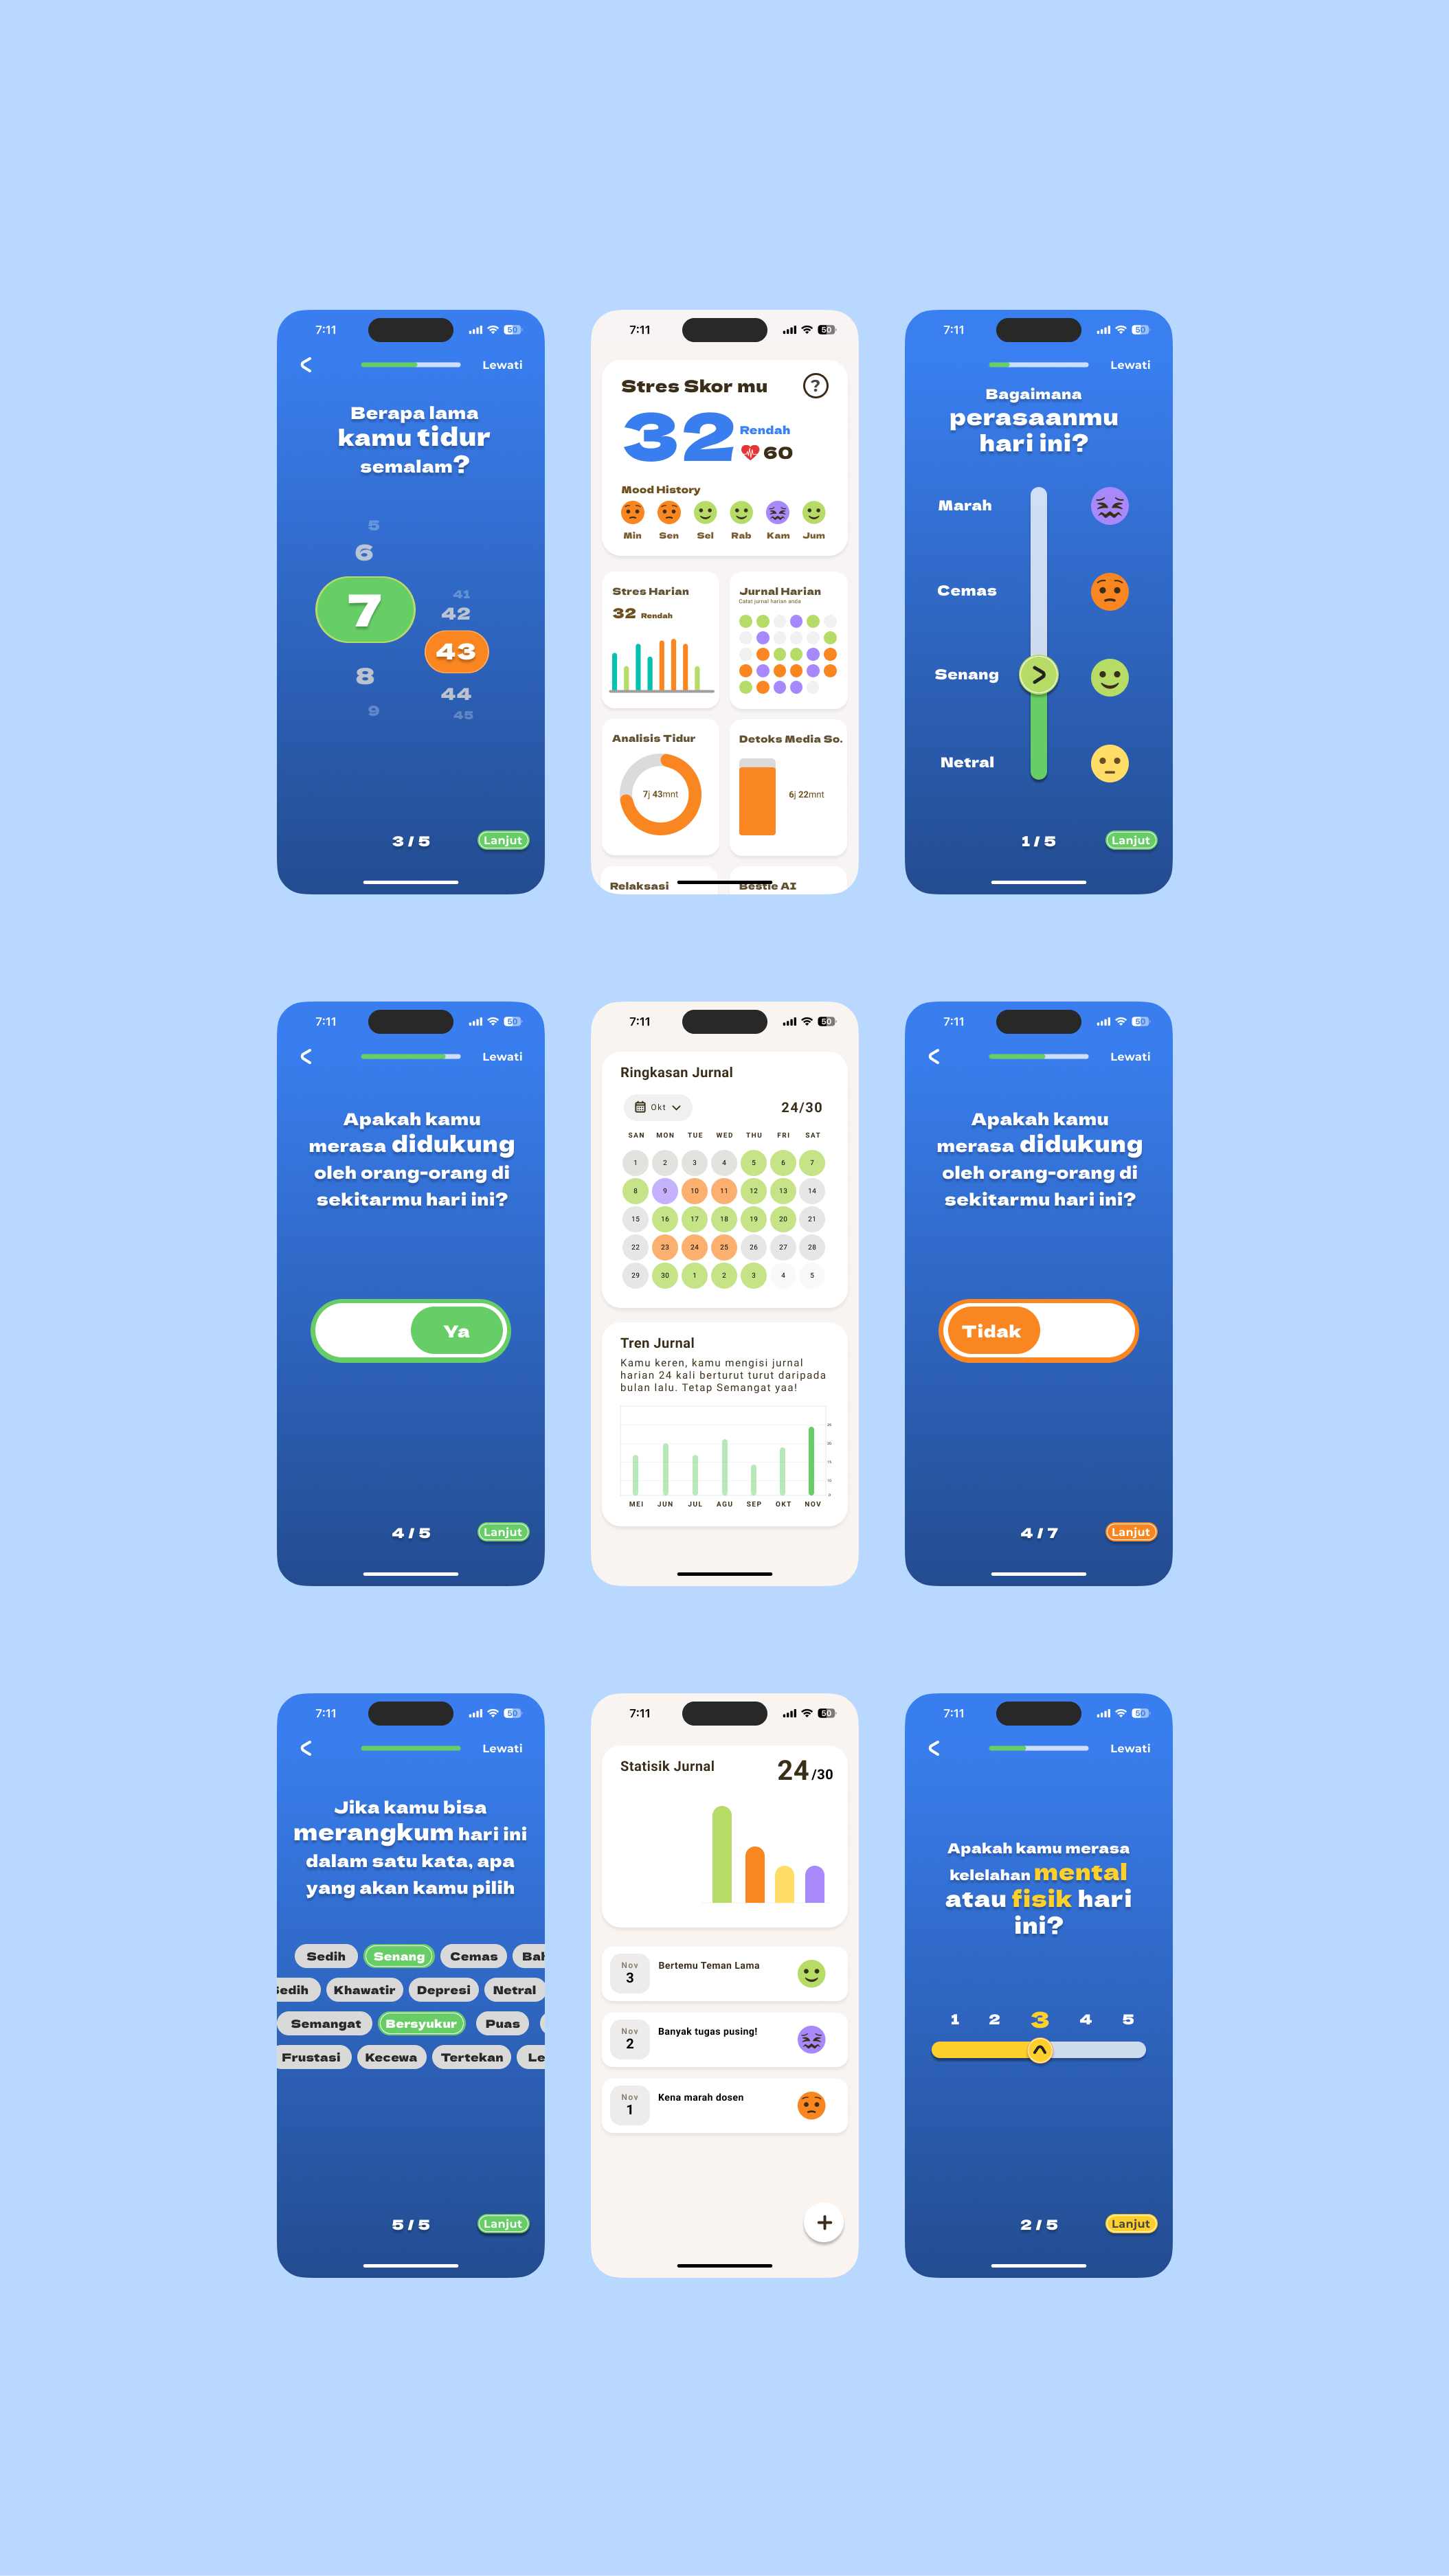 7:11
50
Lewati
Berapa lama
kamu tidur
semalam?
5
6
7
8
9
41
42
43
44
45
3 / 5
Lanjut
7:11
50
Stres Skor mu
?
32
Rendah
60
Mood History
Min Sen Sel Rab Kam Jum
Stres Harian
32 Rendah
Jurnal Harian
Catat jurnal harian anda
Analisis Tidur
7j 43mnt
Detoks Media So.
6j 22mnt
Relaksasi
Bestie AI
7:11
50
Lewati
Bagaimana
perasaanmu
hari ini?
Marah
Cemas
Senang
Netral
1 / 5
Lanjut
7:11
50
Lewati
Apakah kamu
merasa didukung
oleh orang-orang di
sekitarmu hari ini?
Ya
4 / 5
Lanjut
7:11
50
Ringkasan Jurnal
Okt
24/30
SAN MON TUE WED THU FRI SAT
1 2 3 4 5 6 7
8 9 10 11 12 13 14
15 16 17 18 19 20 21
22 23 24 25 26 27 28
29 30 1 2 3 4 5
Tren Jurnal
Kamu keren, kamu mengisi jurnal
harian 24 kali berturut turut daripada
bulan lalu. Tetap Semangat yaa!
MEI JUN JUL AGU SEP OKT NOV
7:11
50
Lewati
Apakah kamu
merasa didukung
oleh orang-orang di
sekitarmu hari ini?
Tidak
4 / 7
Lanjut
7:11
50
Lewati
Jika kamu bisa
merangkum hari ini
dalam satu kata, apa
yang akan kamu pilih
Sedih Senang Cemas Bah
edih Khawatir Depresi Netral
Semangat Bersyukur Puas
Frustasi Kecewa Tertekan Le
5 / 5
Lanjut
7:11
50
Statisik Jurnal
24/30
Nov
3
Bertemu Teman Lama
Nov
2
Banyak tugas pusing!
Nov
1
Kena marah dosen
+
7:11
50
Lewati
Apakah kamu merasa
kelelahan mental
atau fisik hari
ini?
1 2 3 4 5
2 / 5
Lanjut